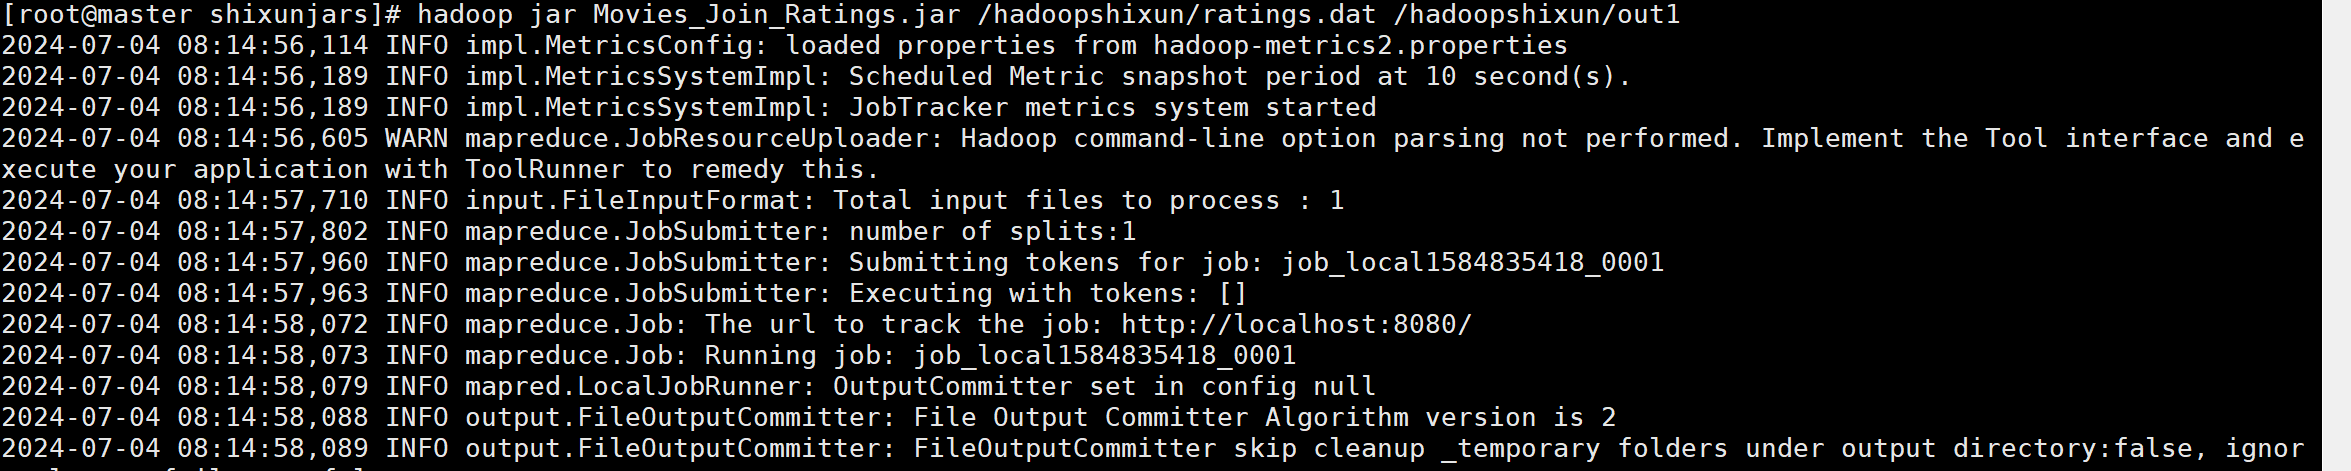 [root@master shixunjars]# hadoop jar Movies_Join_Ratings.jar /hadoopshixun/ratings.dat /hadoopshixun/out1
2024-07-04 08:14:56,114 INFO impl.MetricsConfig: loaded properties from hadoop-metrics2.properties
2024-07-04 08:14:56,189 INFO impl.MetricsSystemImpl: Scheduled Metric snapshot period at 10 second(s).
2024-07-04 08:14:56,189 INFO impl.MetricsSystemImpl: JobTracker metrics system started
2024-07-04 08:14:56,605 WARN mapreduce.JobResourceUploader: Hadoop command-line option parsing not performed. Implement the Tool interface and e
xecute your application with ToolRunner to remedy this.
2024-07-04 08:14:57,710 INFO input.FileInputFormat: Total input files to process : 1
2024-07-04 08:14:57,802 INFO mapreduce.JobSubmitter: number of splits:1
2024-07-04 08:14:57,960 INFO mapreduce.JobSubmitter: Submitting tokens for job: job_local1584835418_0001
2024-07-04 08:14:57,963 INFO mapreduce.JobSubmitter: Executing with tokens: []
2024-07-04 08:14:58,072 INFO mapreduce.Job: The url to track the job: http://localhost:8080/
2024-07-04 08:14:58,073 INFO mapreduce.Job: Running job: job_local1584835418_0001
2024-07-04 08:14:58,079 INFO mapred.LocalJobRunner: OutputCommitter set in config null
2024-07-04 08:14:58,088 INFO output.FileOutputCommitter: File Output Committer Algorithm version is 2
2024-07-04 08:14:58,089 INFO output.FileOutputCommitter: FileOutputCommitter skip cleanup _temporary folders under output directory:false, ignor